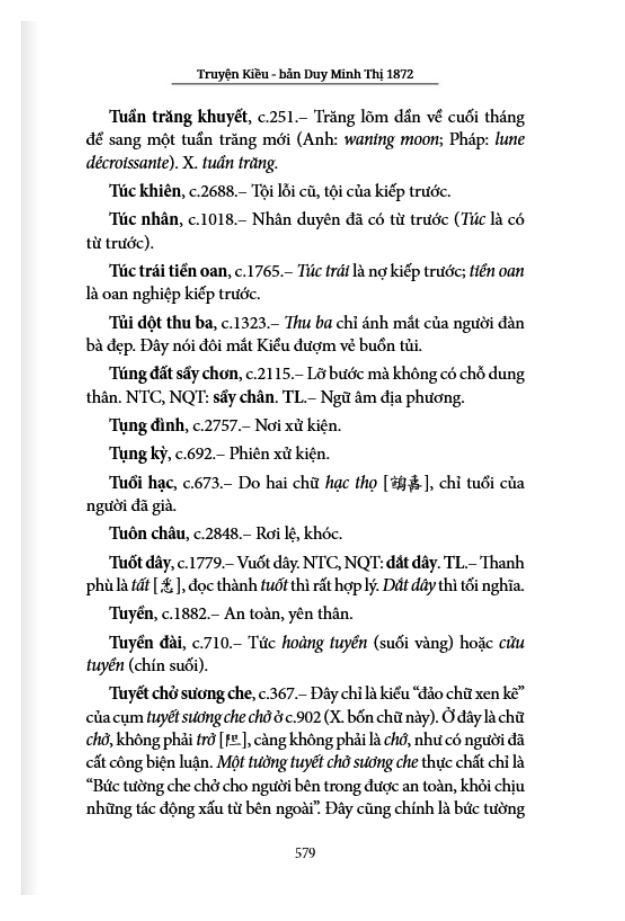 Truyện Kiều - bản Duy Minh Thị 1872
Tuần trăng khuyết, c.251.– Trăng lõm dần về cuối tháng
để sang một tuần trăng mới (Anh: waning moon; Pháp: lune
décroissante). X. tuần trăng.
Túc khiên, c.2688.– Tội lỗi cũ, tội của kiếp trước.
Túc nhân, c.1018.– Nhân duyên đã có từ trước (Túc là có
từ trước).
Túc trái tiền oan, c.1765.– Túc trái là nợ kiếp trước; tiền oan
là oan nghiệp kiếp trước.
Tủi dột thu ba, c.1323.– Thu ba chỉ ánh mắt của người đàn
bà đẹp. Đây nói đôi mắt Kiều đượm vẻ buồn tủi.
Túng đất sẩy chơn, c.2115.– Lỡ bước mà không có chỗ dung
thân. NTC, NQT: sẩy chân. TL.– Ngữ âm địa phương.
Tụng đình, c.2757.– Nơi xử kiện.
Tụng kỳ, c.692.– Phiên xử kiện.
Tuổi hạc, c.673.– Do hai chữ hạc thọ [], chỉ tuổi của
người đã già.
Tuôn châu, c.2848.– Rơi lệ, khóc.
Tuốt dây, c.1779.– Vuốt dây. NTC, NQT: dắt dây. TL.– Thanh
phù là tất [悉], đọc thành tuốt thì rất hợp lý. Dắt dây thì tối nghĩa.
Tuyền, c.1882.– An toàn, yên thân.
Tuyền đài, c.710.– Tức hoàng tuyền (suối vàng) hoặc cửu
tuyền (chín suối).
Tuyết chở sương che, c.367.– Đây chỉ là kiểu “đảo chữ xen kẽ”
của cụm tuyết sương che chở ở c.902 (X. bốn chữ này). Ở đây là chữ
chở, không phải trở [], càng không phải là chớ, như có người đã
cất công biện luận. Một tường tuyết chở sương che thực chất chỉ là
“Bức tường che chở cho người bên trong được an toàn, khỏi chịu
những tác động xấu từ bên ngoài”. Đây cũng chính là bức tường
579